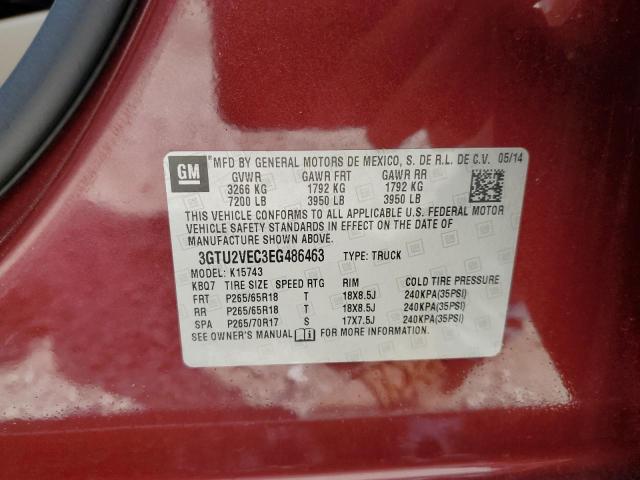 GM
MFD BY GENERAL MOTORS DE MEXICO, S. DE R.L. DE C.V. 05/14
GVWR GAWR FRT GAWR RR
3266 KG 1792 KG 1792 KG
7200 LB 3950 LB 3950 LB
THIS VEHICLE CONFORMS TO ALL APPLICABLE U.S. FEDERAL MOTOR
VEHICLE SAFETY STANDARDS IN EFFECT ON THE DATE OF
MANUFACTURE SHOWN ABOVE.
3GTU2VEC3EG486463 TYPE: TRUCK
MODEL: K15743
KBQ7 TIRE SIZE SPEED RTG RIM COLD TIRE PRESSURE
FRT P265/65R18 T 18X8.5J 240KPA(35PSI)
RR P265/65R18 T 18X8.5J 240KPA(35PSI)
SPA P265/70R17 S 17X7.5J 240KPA(35PSI)
SEE OWNER'S MANUAL FOR MORE INFORMATION.